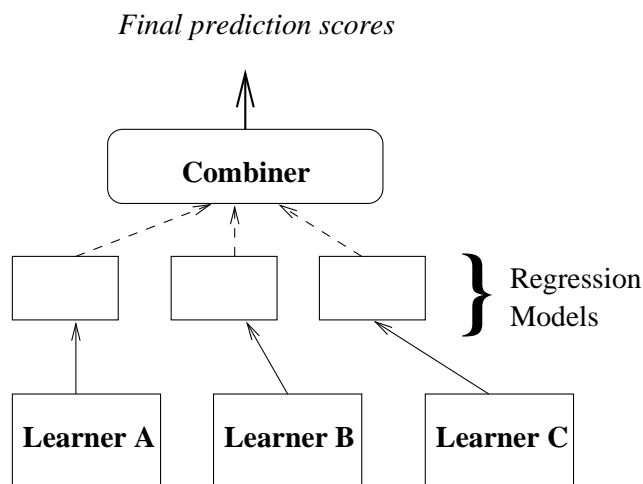 Final prediction scores
Combiner
Regression
Models
Learner A
Learner B
Learner C